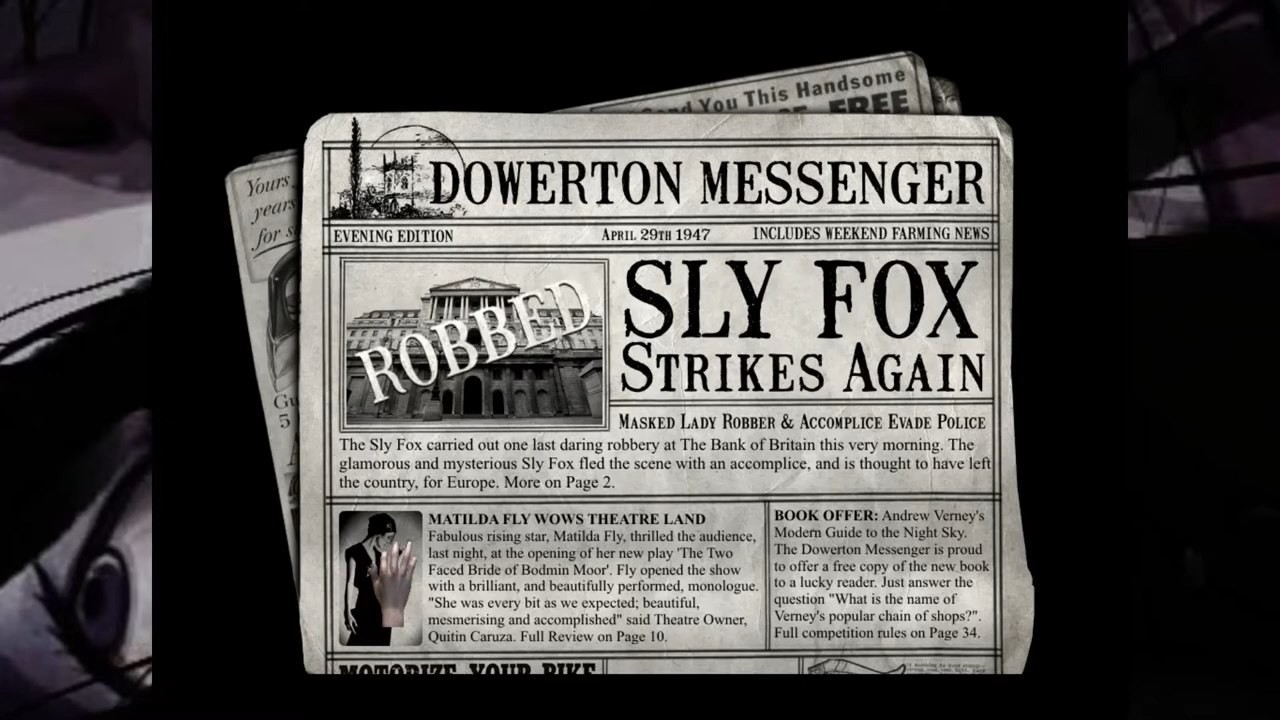 Send You This Handsome
FREE
Yours
years
for s
Gu
5
DOWERTON MESSENGER
EVENING EDITION
APRIL 29TH 1947
INCLUDES WEEKEND FARMING NEWS
ROBBED
SLY FOX
STRIKES AGAIN
MASKED LADY ROBBER & ACCOMPLICE EVADE POLICE
The Sly Fox carried out one last daring robbery at The Bank of Britain this very morning. The
glamorous and mysterious Sly Fox fled the scene with an accomplice, and is thought to have left
the country, for Europe. More on Page 2.
MATILDA FLY WOWS THEATRE LAND
Fabulous rising star, Matilda Fly, thrilled the audience,
last night, at the opening of her new play 'The Two
Faced Bride of Bodmin Moor'. Fly opened the show
with a brilliant, and beautifully performed, monologue.
"She was every bit as we expected; beautiful,
mesmerising and accomplished" said Theatre Owner,
Quitin Caruza. Full Review on Page 10.
BOOK OFFER: Andrew Verney's
Modern Guide to the Night Sky.
The Dowerton Messenger is proud
to offer a free copy of the new book
to a lucky reader. Just answer the
question "What is the name of
Verney's popular chain of shops?".
Full competition rules on Page 34.
MOTORIZE YOUR BIKE